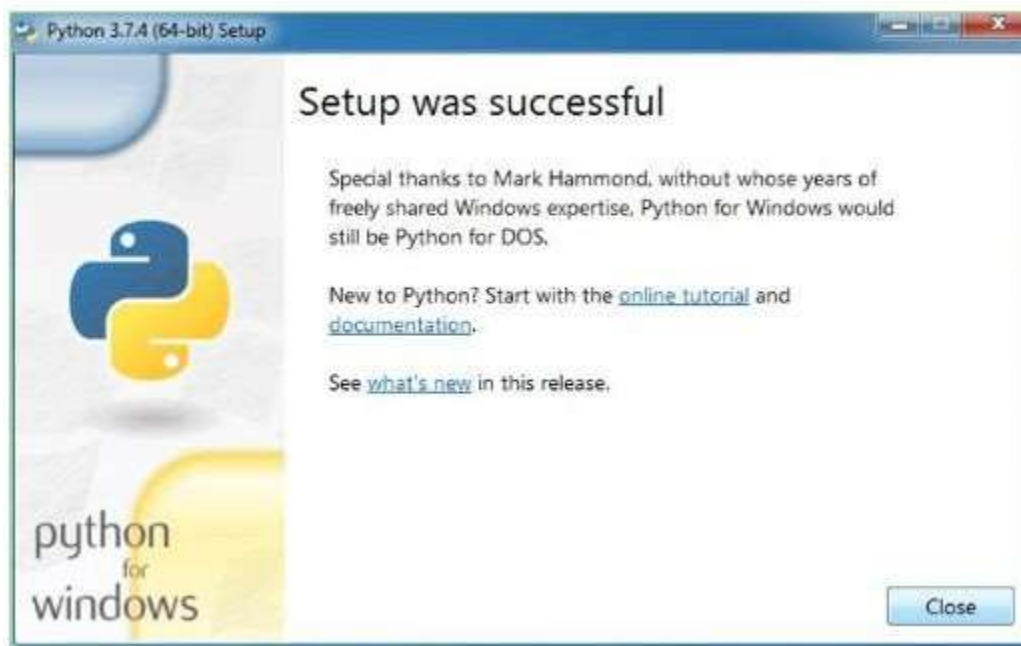 Python 3.7.4 (64-bit) Setup
Setup was successful
Special thanks to Mark Hammond, without whose years of
freely shared Windows expertise, Python for Windows would
still be Python for DOS.
New to Python? Start with the online tutorial and
documentation.
See what's new in this release.
python
for
windows
Close